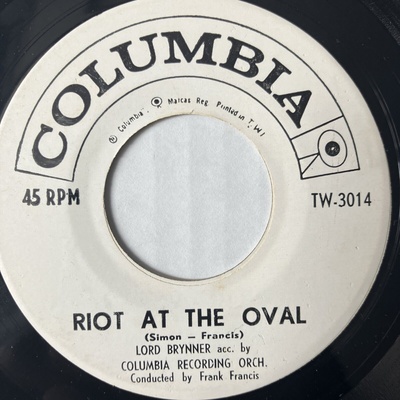 COLUMBIA
® Columbia. Marcas Reg. Printed in T.W.I.
45 RPM
TW-3014
RIOT AT THE OVAL
(Simon — Francis)
LORD BRYNNER acc. by
COLUMBIA RECORDING ORCH.
Conducted by Frank Francis